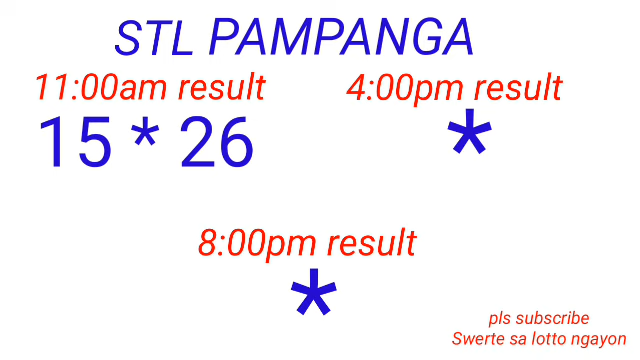 STL PAMPANGA
11:00am result
15 * 26
4:00pm result
*
8:00pm result
*
pls subscribe
Swerte sa lotto ngayon